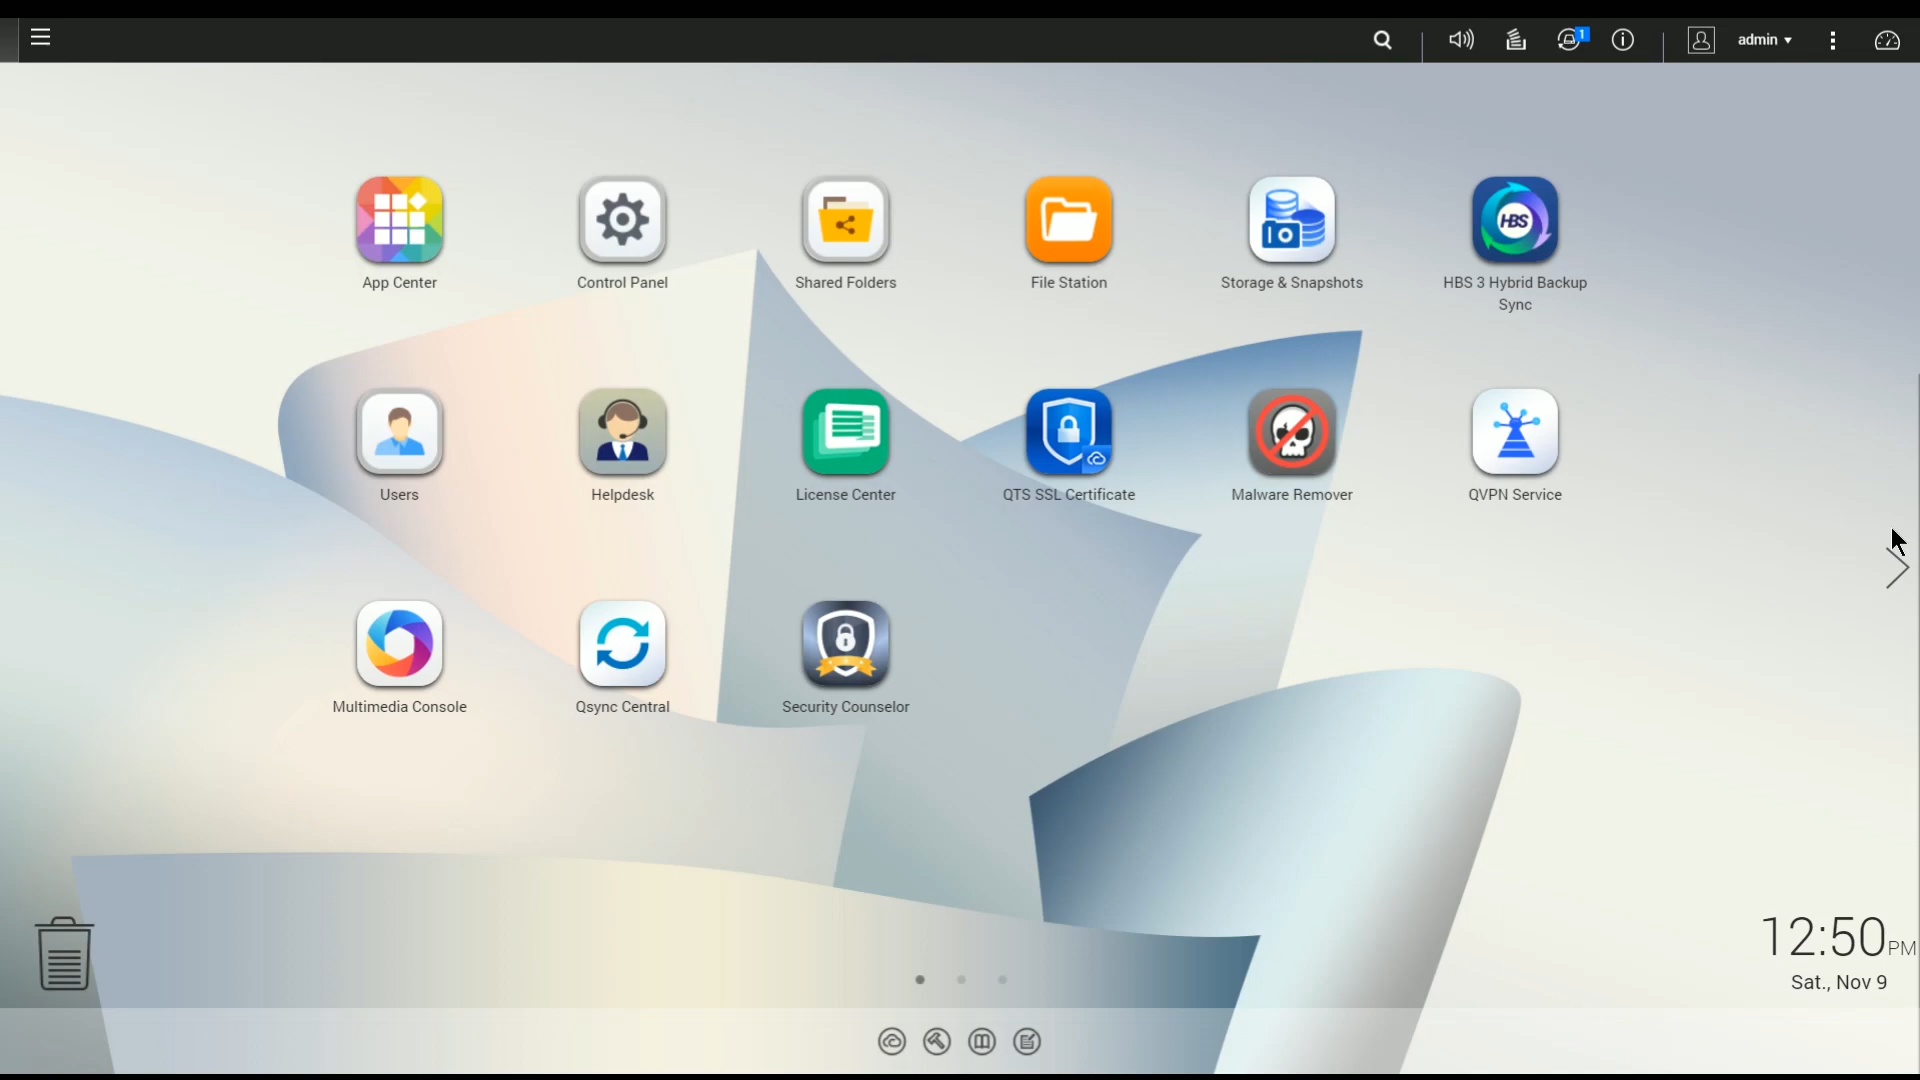 1
admin
App Center
Control Panel
Shared Folders
File Station
Storage & Snapshots
HBS
HBS 3 Hybrid Backup
Sync
Users
Helpdesk
License Center
QTS SSL Certificate
Malware Remover
QVPN Service
Multimedia Console
Qsync Central
Security Counselor
12:50PM
Sat., Nov 9